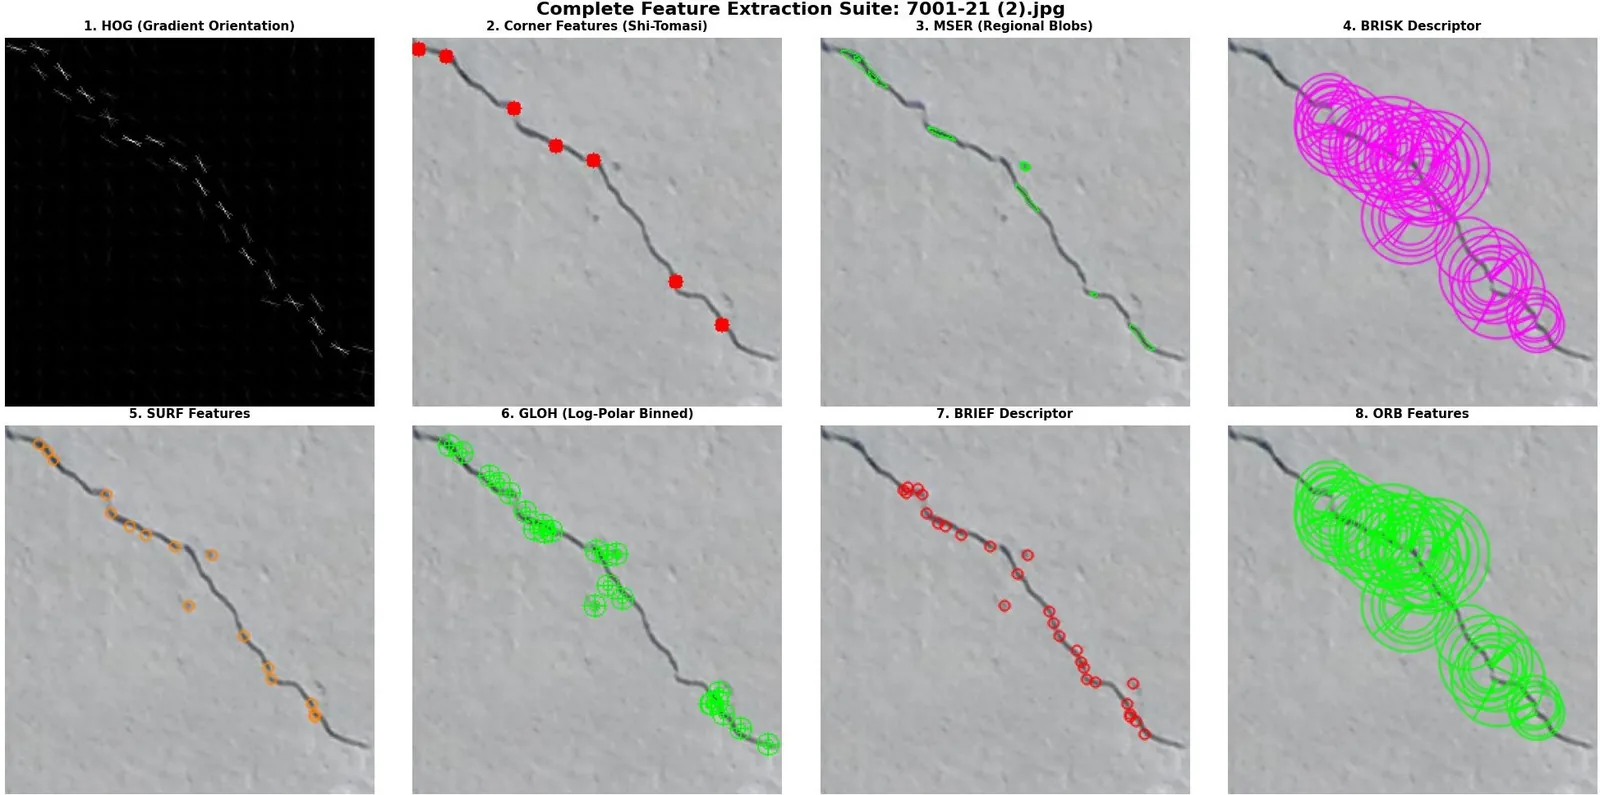 Complete Feature Extraction Suite: 7001-21 (2).jpg
1. HOG (Gradient Orientation)
2. Corner Features (Shi-Tomasi)
3. MSER (Regional Blobs)
4. BRISK Descriptor
5. SURF Features
6. GLOH (Log-Polar Binned)
7. BRIEF Descriptor
8. ORB Features